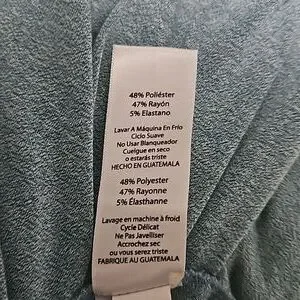 48% Poliéster
47% Rayón
5% Elastano
Lavar A Máquina En Frío
Ciclo Suave
No Usar Blanqueador
Cuelgue en seco
o estarás triste
HECHO EN GUATEMALA
48% Polyester
47% Rayonne
5% Élasthanne
Lavage en machine à froid
Cycle Délicat
Ne Pas Javelliser
Accrochez sec
ou vous serez triste
FABRIQUÉ AU GUATEMALA